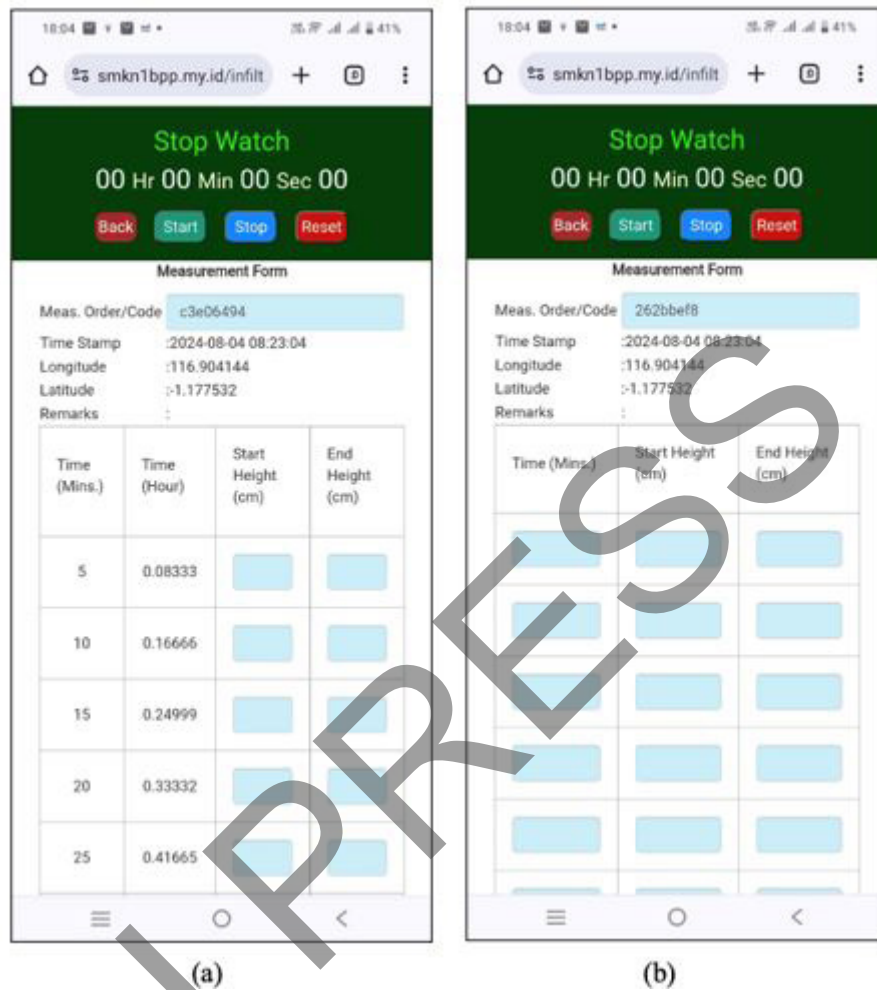 18:04
41%
smkn1bpp.my.id/infilt
Stop Watch
00 Hr 00 Min 00 Sec 00
Back Start Stop Reset
Measurement Form
Meas. Order/Code c3e06494
Time Stamp :2024-08-04 08:23:04
Longitude :116.904144
Latitude :-1.177532
Remarks :
Time (Mins.) Time (Hour) Start Height (cm) End Height (cm)
5 0.08333
10 0.16666
15 0.24999
20 0.33332
25 0.41665
(a)
18:04
41%
smkn1bpp.my.id/infilt
Stop Watch
00 Hr 00 Min 00 Sec 00
Back Start Stop Reset
Measurement Form
Meas. Order/Code 262bbef8
Time Stamp :2024-08-04 08:23:04
Longitude :116.904144
Latitude :-1.177532
Remarks :
Time (Mins.) Start Height (cm) End Height (cm)
(b)
PRESS